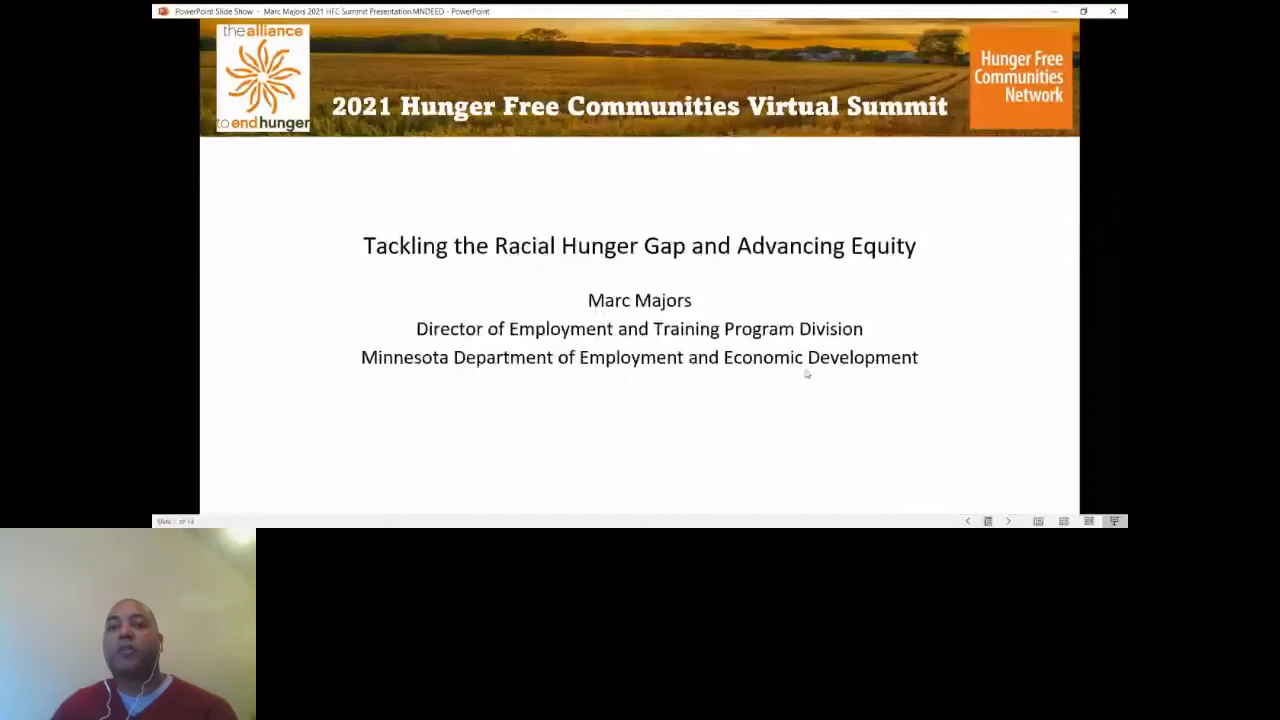 PowerPoint Slide Show - Marc Majors 2021 HFC Summit Presentation.MNDEED - PowerPoint
the alliance
to end hunger
2021 Hunger Free Communities Virtual Summit
Hunger Free
Communities
Network
Tackling the Racial Hunger Gap and Advancing Equity
Marc Majors
Director of Employment and Training Program Division
Minnesota Department of Employment and Economic Development
Slide